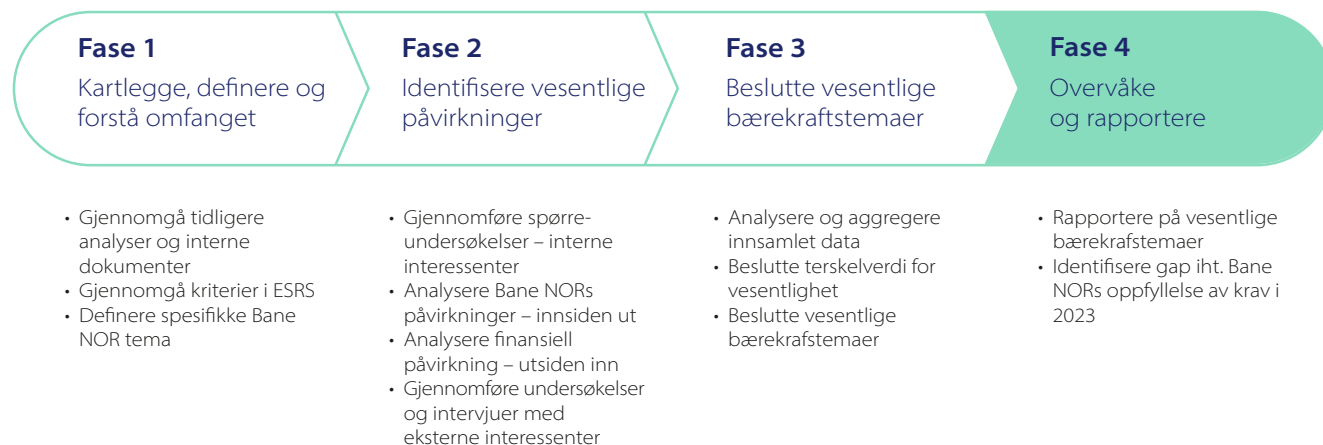 Fase 1
Kartlegge, definere og
forstå omfanget
Fase 2
Identifisere vesentlige
påvirkninger
Fase 3
Beslutte vesentlige
bærekraftstemaer
Fase 4
Overvåke
og rapportere
• Gjennomgå tidligere
analyser og interne
dokumenter
• Gjennomgå kriterier i ESRS
• Definere spesifikke Bane
NOR tema
• Gjennomføre spørre-
undersøkelser – interne
interessenter
• Analysere Bane NORs
påvirkninger – innsiden ut
• Analysere finansiell
påvirkning – utsiden inn
• Gjennomføre undersøkelser
og intervjuer med
eksterne interessenter
• Analysere og aggregere
innsamlet data
• Beslutte terskelverdi for
vesentlighet
• Beslutte vesentlige
bærekrafstemaer
• Rapportere på vesentlige
bærekrafstemaer
• Identifisere gap iht. Bane
NORs oppfyllelse av krav i
2023